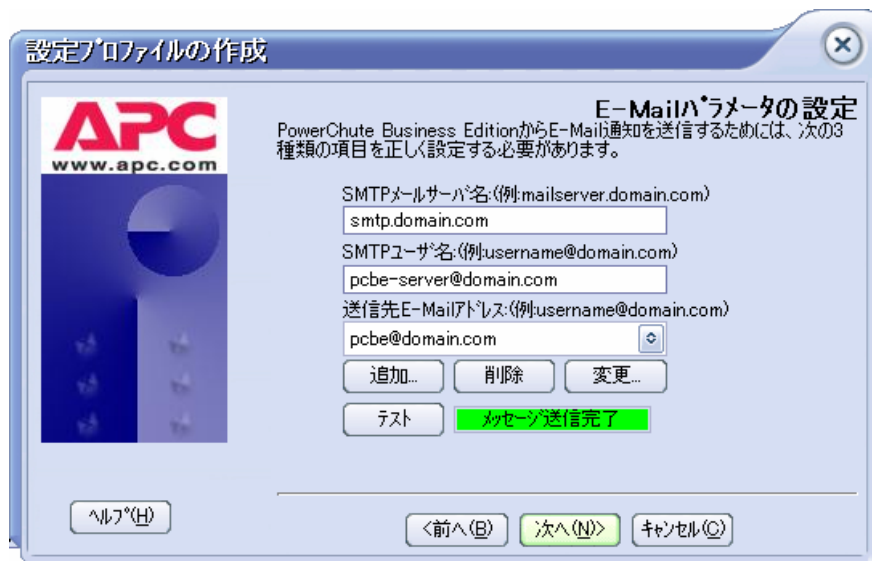 設定プロファイルの作成
APC
www.apc.com
E-Mailパラメータの設定
PowerChute Business EditionからE-Mail通知を送信するためには、次の3
種類の項目を正しく設定する必要があります。
SMTPメールサーバ名:(例:mailserver.domain.com)
smtp.domain.com
SMTPユーザ名:(例:username@domain.com)
pcbe-server@domain.com
送信先E-Mailアドレス:(例:username@domain.com)
pcbe@domain.com
追加... 削除 変更...
テスト メッセージ送信完了
ヘルプ(H) <前へ(B) 次へ(N)> キャンセル(C)